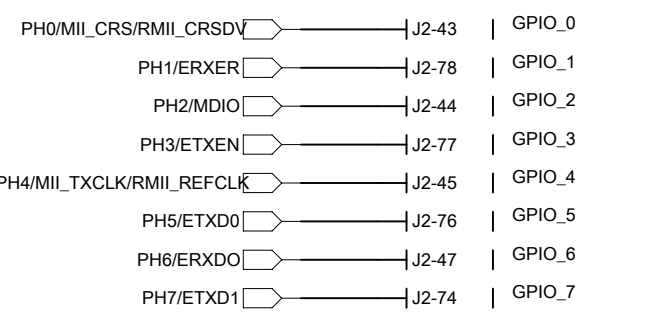 PH0/MII_CRS/RMII_CRSDV J2-43 | GPIO_0
PH1/ERXER J2-78 | GPIO_1
PH2/MDIO J2-44 | GPIO_2
PH3/ETXEN J2-77 | GPIO_3
PH4/MII_TXCLK/RMII_REFCLK J2-45 | GPIO_4
PH5/ETXD0 J2-76 | GPIO_5
PH6/ERXDO J2-47 | GPIO_6
PH7/ETXD1 J2-74 | GPIO_7